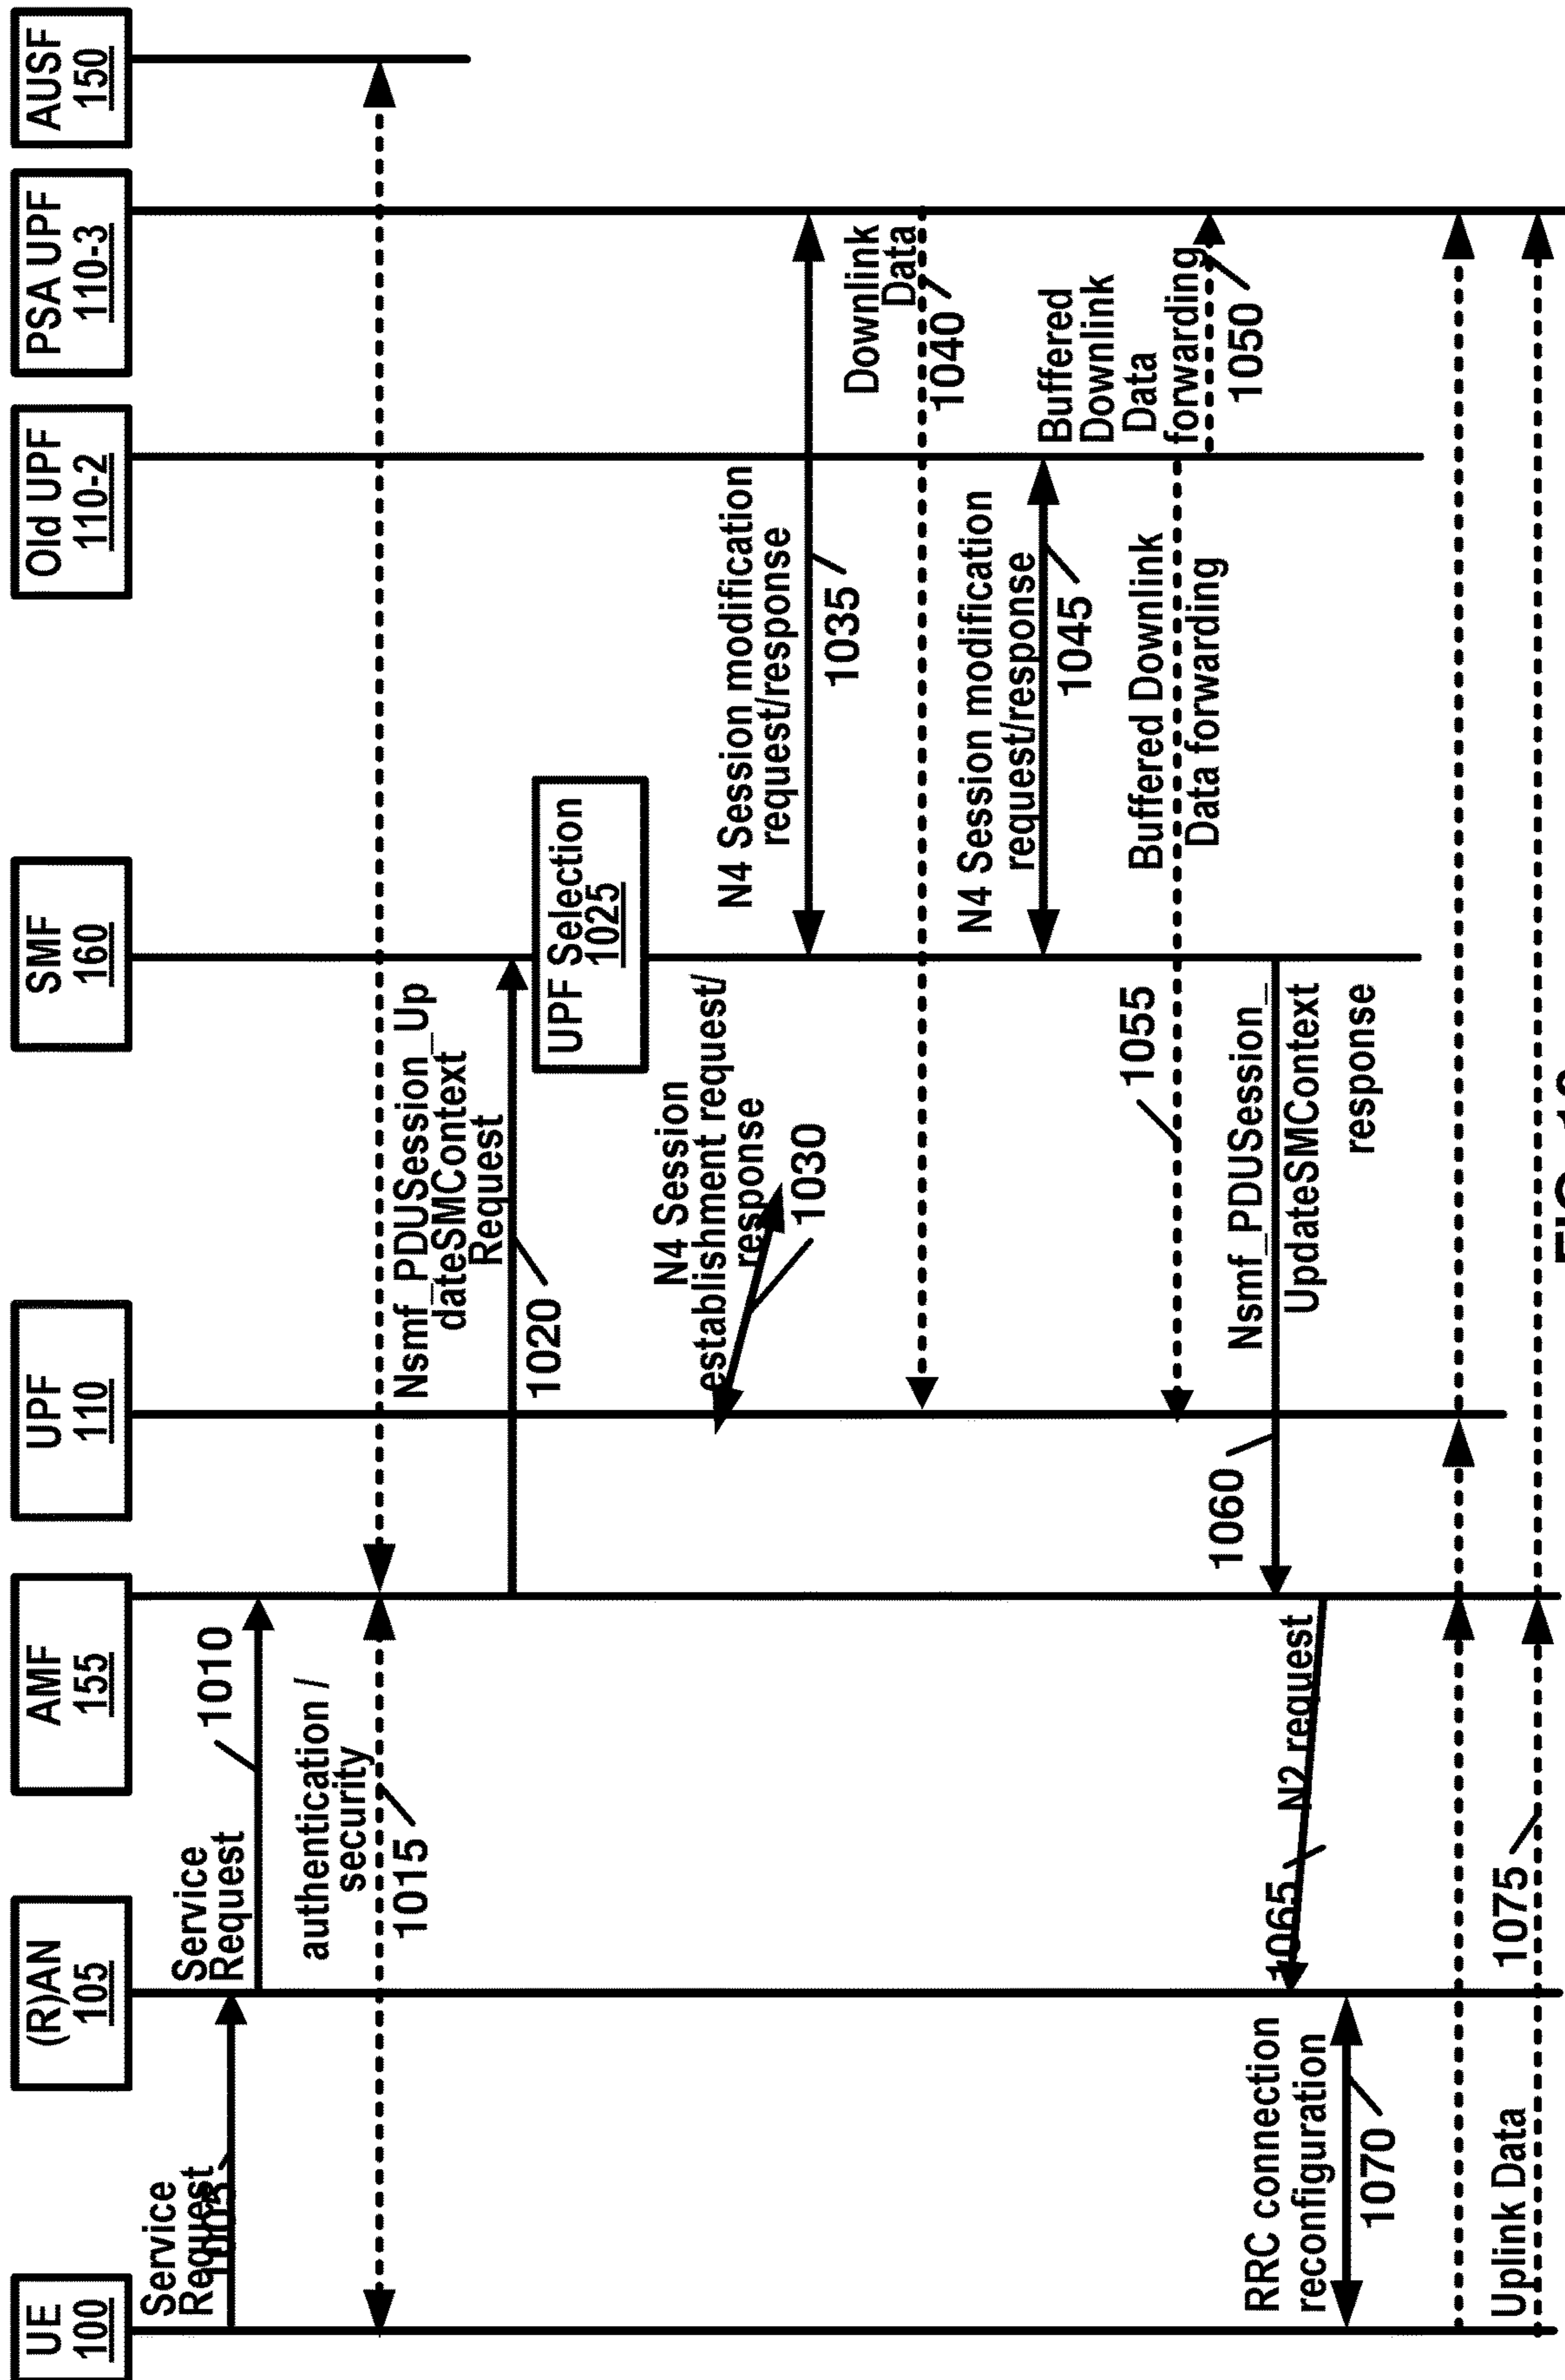 UE
100
(R)AN
105
AMF
155
UPF
110
SMF
160
Old UPF
110-2
PSA UPF
110-3
AUSF
150
Service
Request
Service
Request
1010
authentication /
security
1015
Nsmf_PDUSession_Up
dateSMContext
Request
1020
UPF Selection
1025
N4 Session
establishment request/
response
1030
N4 Session modification
request/response
1035
Downlink
Data
1040
N4 Session modification
request/response
1045
Buffered
Downlink
Data
forwarding
1050
Buffered Downlink
Data forwarding
1055
Nsmf_PDUSession_
UpdateSMContext
response
1060
N2 request
1065
RRC connection
reconfiguration
1070
Uplink Data
1075